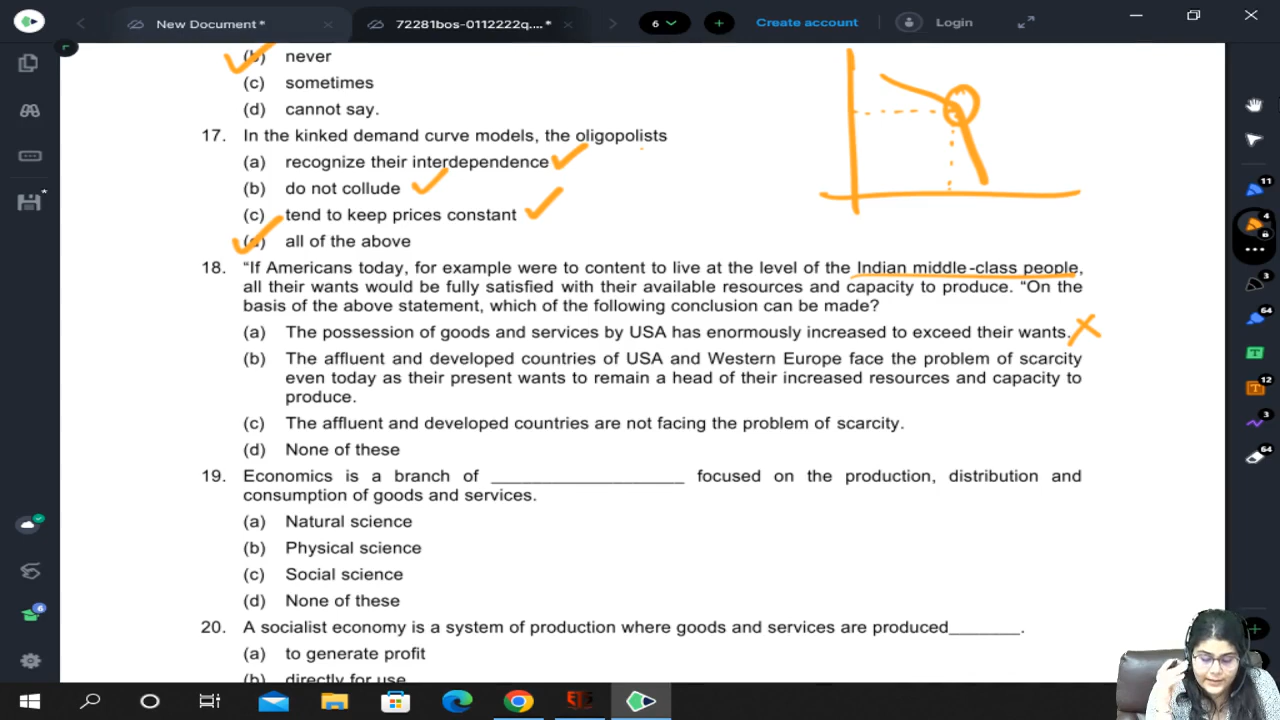 New Document*
72281bos-0112222q....*
6
Create account
Login
(b) never
(c) sometimes
(d) cannot say.
17. In the kinked demand curve models, the oligopolists
(a) recognize their interdependence
(b) do not collude
(c) tend to keep prices constant
(d) all of the above
18. “If Americans today, for example were to content to live at the level of the Indian middle-class people,
all their wants would be fully satisfied with their available resources and capacity to produce. “On the
basis of the above statement, which of the following conclusion can be made?
(a) The possession of goods and services by USA has enormously increased to exceed their wants.
(b) The affluent and developed countries of USA and Western Europe face the problem of scarcity
even today as their present wants to remain a head of their increased resources and capacity to
produce.
(c) The affluent and developed countries are not facing the problem of scarcity.
(d) None of these
19. Economics is a branch of ____________________ focused on the production, distribution and
consumption of goods and services.
(a) Natural science
(b) Physical science
(c) Social science
(d) None of these
20. A socialist economy is a system of production where goods and services are produced_______.
(a) to generate profit
(b) directly for use
11
4
3
64
12
3
64
6